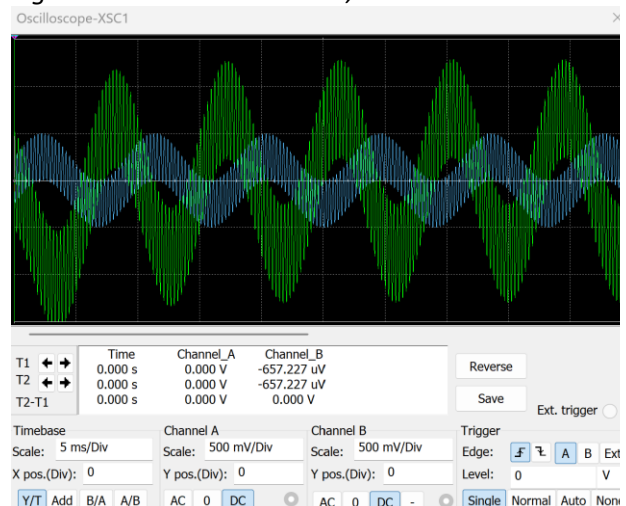 Oscilloscope-XSC1 ×
Time Channel_A Channel_B
T1 0.000 s 0.000 V -657.227 uV
T2 0.000 s 0.000 V -657.227 uV
T2-T1 0.000 s 0.000 V 0.000 V
Reverse
Save
Ext. trigger
Timebase Channel A Channel B Trigger
Scale: 5 ms/Div Scale: 500 mV/Div Scale: 500 mV/Div Edge: A B Ext
X pos.(Div): 0 Y pos.(Div): 0 Y pos.(Div): 0 Level: 0 V
Y/T Add B/A A/B AC 0 DC AC 0 DC - Single Normal Auto None